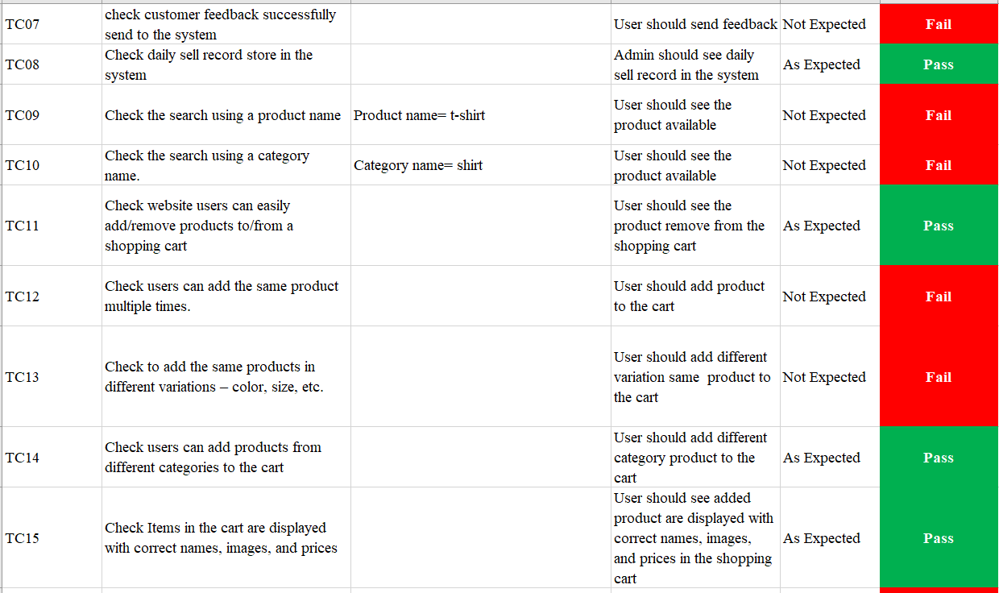 TC07
check customer feedback successfully
send to the system
User should send feedback
Not Expected
Fail
TC08
Check daily sell record store in the
system
Admin should see daily
sell record in the system
As Expected
Pass
TC09
Check the search using a product name
Product name= t-shirt
User should see the
product available
Not Expected
Fail
TC10
Check the search using a category
name.
Category name= shirt
User should see the
product available
Not Expected
Fail
TC11
Check website users can easily
add/remove products to/from a
shopping cart
User should see the
product remove from the
shopping cart
As Expected
Pass
TC12
Check users can add the same product
multiple times.
User should add product
to the cart
Not Expected
Fail
TC13
Check to add the same products in
different variations – color, size, etc.
User should add different
variation same  product to
the cart
Not Expected
Fail
TC14
Check users can add products from
different categories to the cart
User should add different
category product to the
cart
As Expected
Pass
TC15
Check Items in the cart are displayed
with correct names, images, and prices
User should see added
product are displayed with
correct names, images,
and prices in the shopping
cart
As Expected
Pass